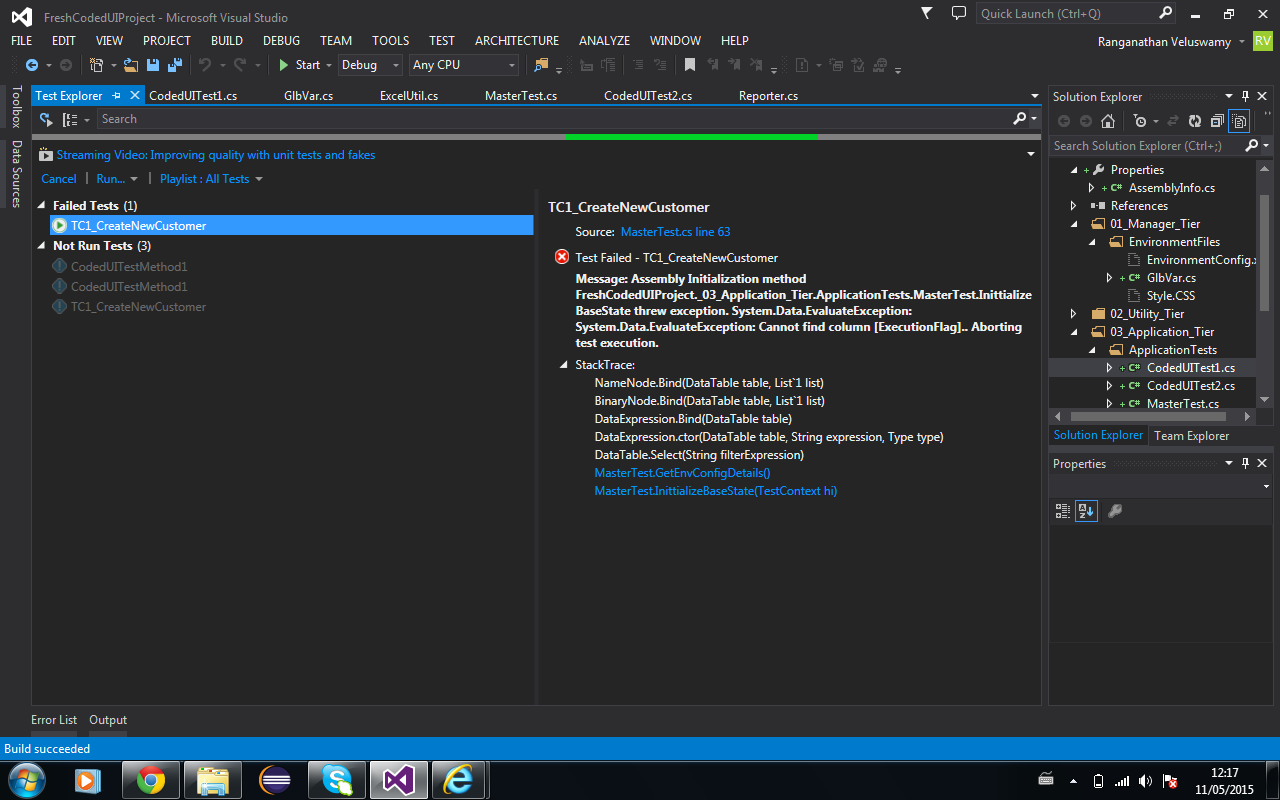 FreshCodedUIProject - Microsoft Visual Studio
Quick Launch (Ctrl+Q)
FILE EDIT VIEW PROJECT BUILD DEBUG TEAM TOOLS TEST ARCHITECTURE ANALYZE WINDOW HELP
Ranganathan Veluswamy
RV
Start
Debug
Any CPU
Toolbox
Data Sources
Test Explorer
CodedUITest1.cs
GlbVar.cs
ExcelUtil.cs
MasterTest.cs
CodedUITest2.cs
Reporter.cs
Search
Streaming Video: Improving quality with unit tests and fakes
Cancel | Run... | Playlist : All Tests
Failed Tests (1)
TC1_CreateNewCustomer
Not Run Tests (3)
CodedUITestMethod1
CodedUITestMethod1
TC1_CreateNewCustomer
TC1_CreateNewCustomer
Source: MasterTest.cs line 63
Test Failed - TC1_CreateNewCustomer
Message: Assembly Initialization method
FreshCodedUIProject._03_Application_Tier.ApplicationTests.MasterTest.InittializeBaseState threw exception. System.Data.EvaluateException:
System.Data.EvaluateException: Cannot find column [ExecutionFlag].. Aborting
test execution.
StackTrace:
NameNode.Bind(DataTable table, List`1 list)
BinaryNode.Bind(DataTable table, List`1 list)
DataExpression.Bind(DataTable table)
DataExpression.ctor(DataTable table, String expression, Type type)
DataTable.Select(String filterExpression)
MasterTest.GetEnvConfigDetails()
MasterTest.InittializeBaseState(TestContext hi)
Solution Explorer
Search Solution Explorer (Ctrl+;)
Properties
AssemblyInfo.cs
References
01_Manager_Tier
EnvironmentFiles
EnvironmentConfig.x
GlbVar.cs
Style.CSS
02_Utility_Tier
03_Application_Tier
ApplicationTests
CodedUITest1.cs
CodedUITest2.cs
MasterTest.cs
Solution Explorer
Team Explorer
Properties
Error List
Output
Build succeeded
12:17
11/05/2015